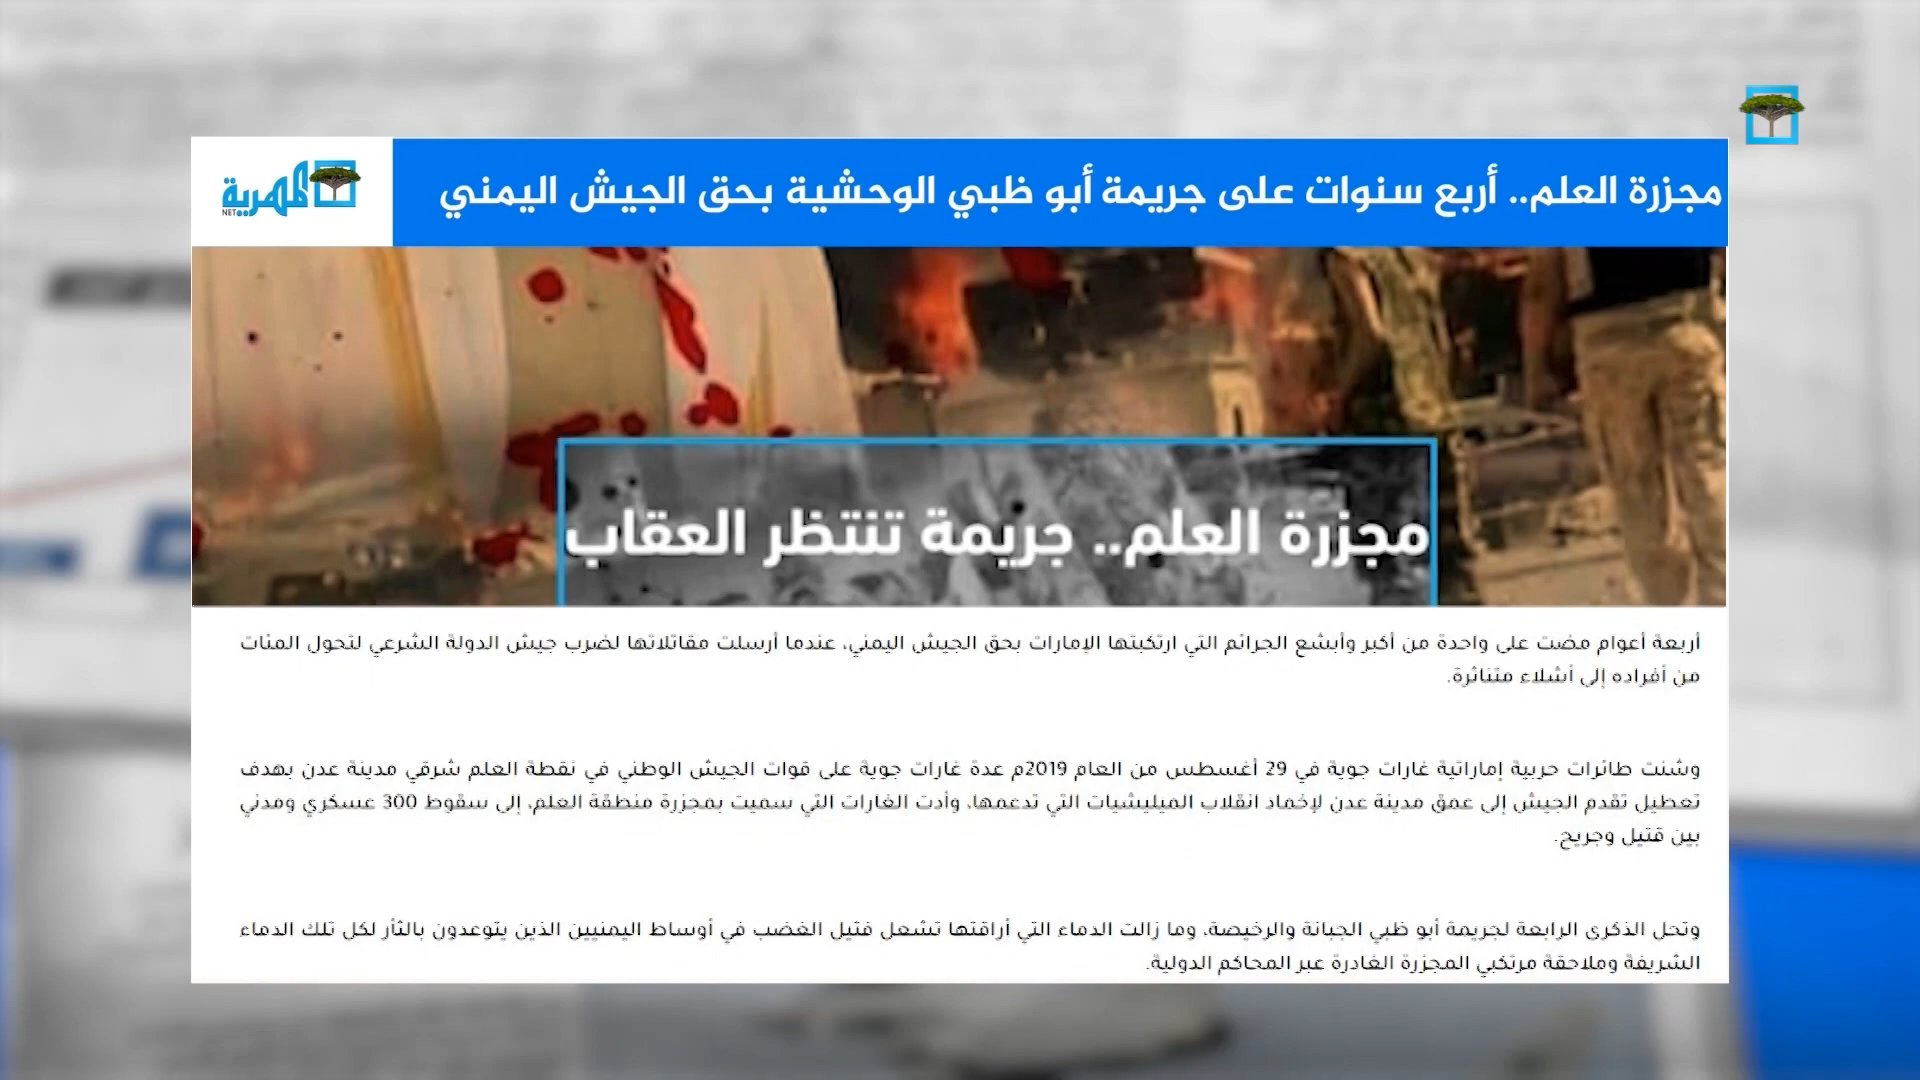 مجزرة العلم.. أربع سنوات على جريمة أبو ظبي الوحشية بحق الجيش اليمني
المهرية
NET
مجزرة العلم.. جريمة تنتظر العقاب
أربعة أعوام مضت على واحدة من أكبر وأبشع الجرائم التي ارتكبتها الإمارات بحق الجيش اليمني، عندما أرسلت مقاتلاتها لضرب جيش الدولة الشرعي لتحول المئات
من أفراده إلى أشلاء متناثرة.
وشنت طائرات حربية إماراتية غارات جوية في 29 أغسطس من العام 2019م عدة غارات جوية على قوات الجيش الوطني في نقطة العلم شرقي مدينة عدن بهدف
تعطيل تقدم الجيش إلى عمق مدينة عدن لإخماد انقلاب الميليشيات التي تدعمها، وأدت الغارات التي سميت بمجزرة منطقة العلم، إلى سقوط 300 عسكري ومدني
بين قتيل وجريح.
وتحل الذكرى الرابعة لجريمة أبو ظبي الجبانة والرخيصة، وما زالت الدماء التي أراقتها تشعل فتيل الغضب في أوساط اليمنيين الذين يتوعدون بالثأر لكل تلك الدماء
الشريفة وملاحقة مرتكبي المجزرة الغادرة عبر المحاكم الدولية.